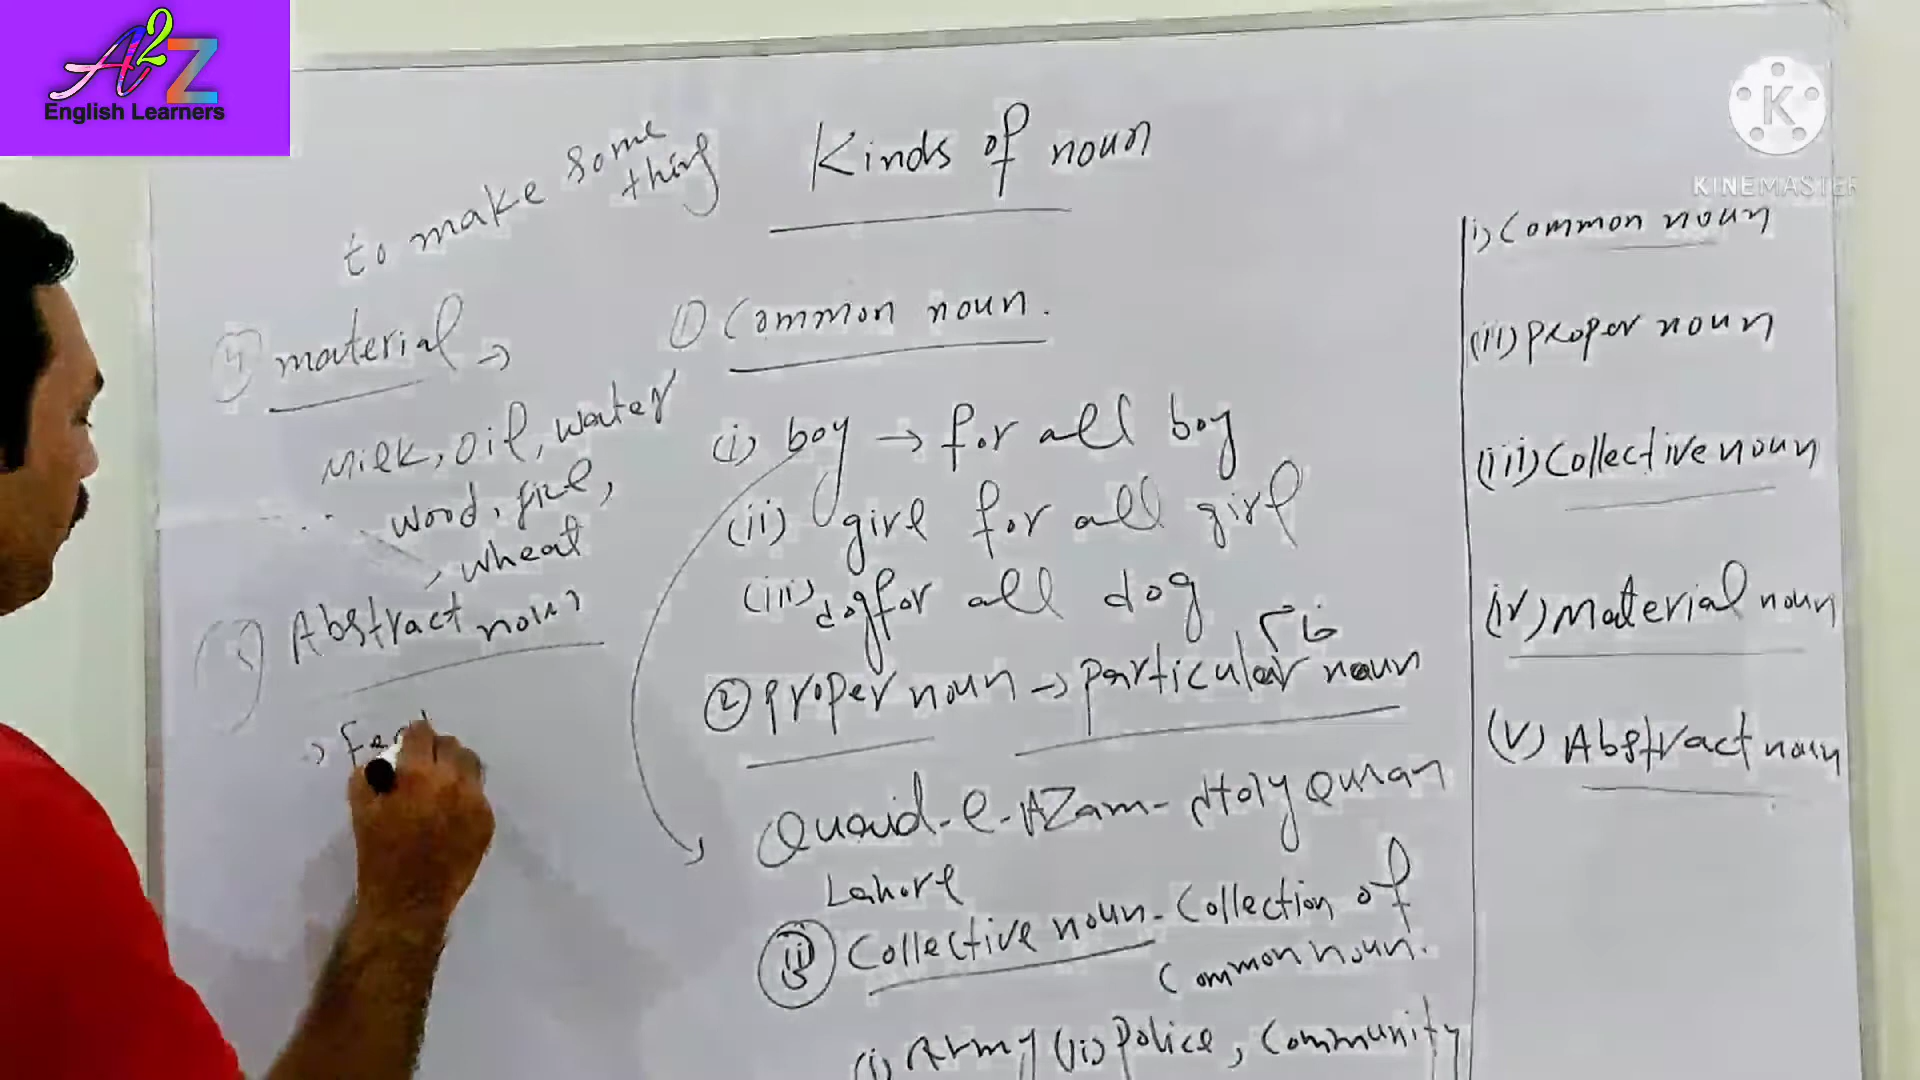 A2Z
English Learners
K
KINEMASTER
Kinds of noun
to make some
thing
① Common noun.
(i) boy → for all boy
(ii) girl for all girl
(iii) dog for all dog
② Proper noun → Particular noun
خاص
Quaid-e-AZam - Holy Quran
Lahore
Collective noun - Collection of
Common noun.
(i) Army (ii) Police, Community
④ material →
Milk, Oil, water
wood,
, wheat
Abstract noun
i) Common noun
(ii) Proper noun
(iii) Collective noun
(iv) Material noun
(v) Abstract noun